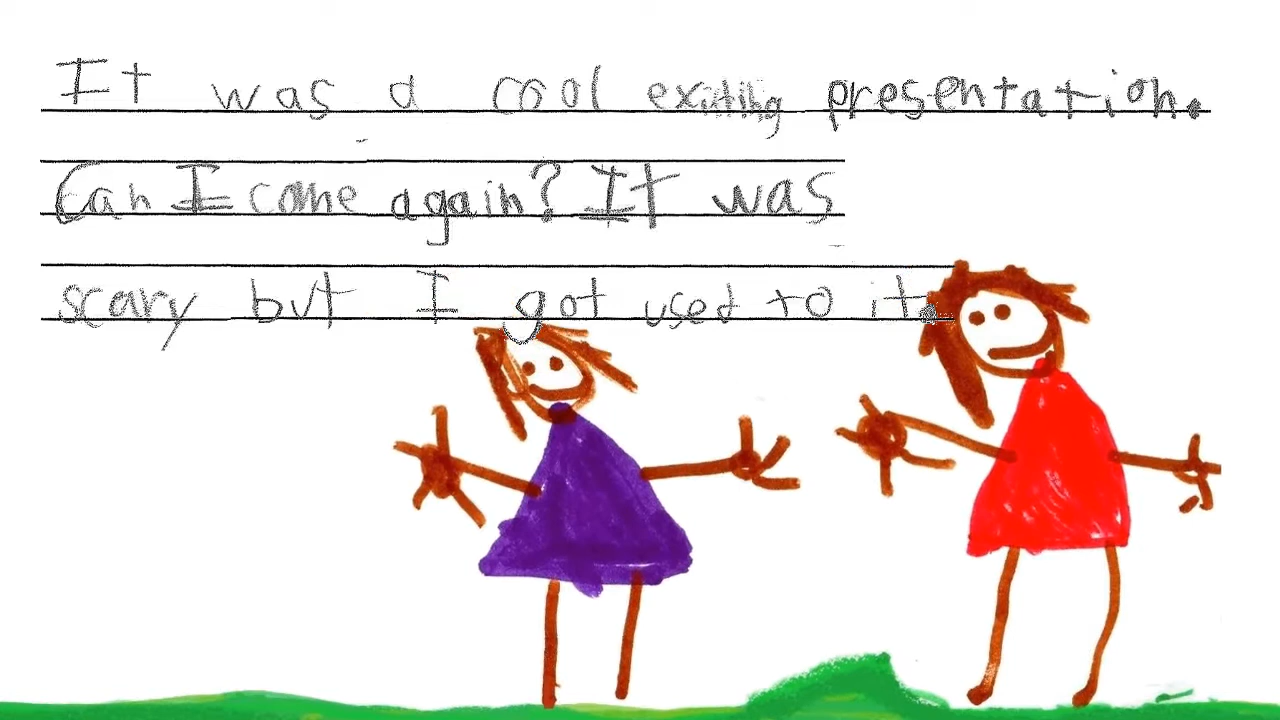 It was a cool exiting presentation.
Can I come again? It was
scary but I got used to it.